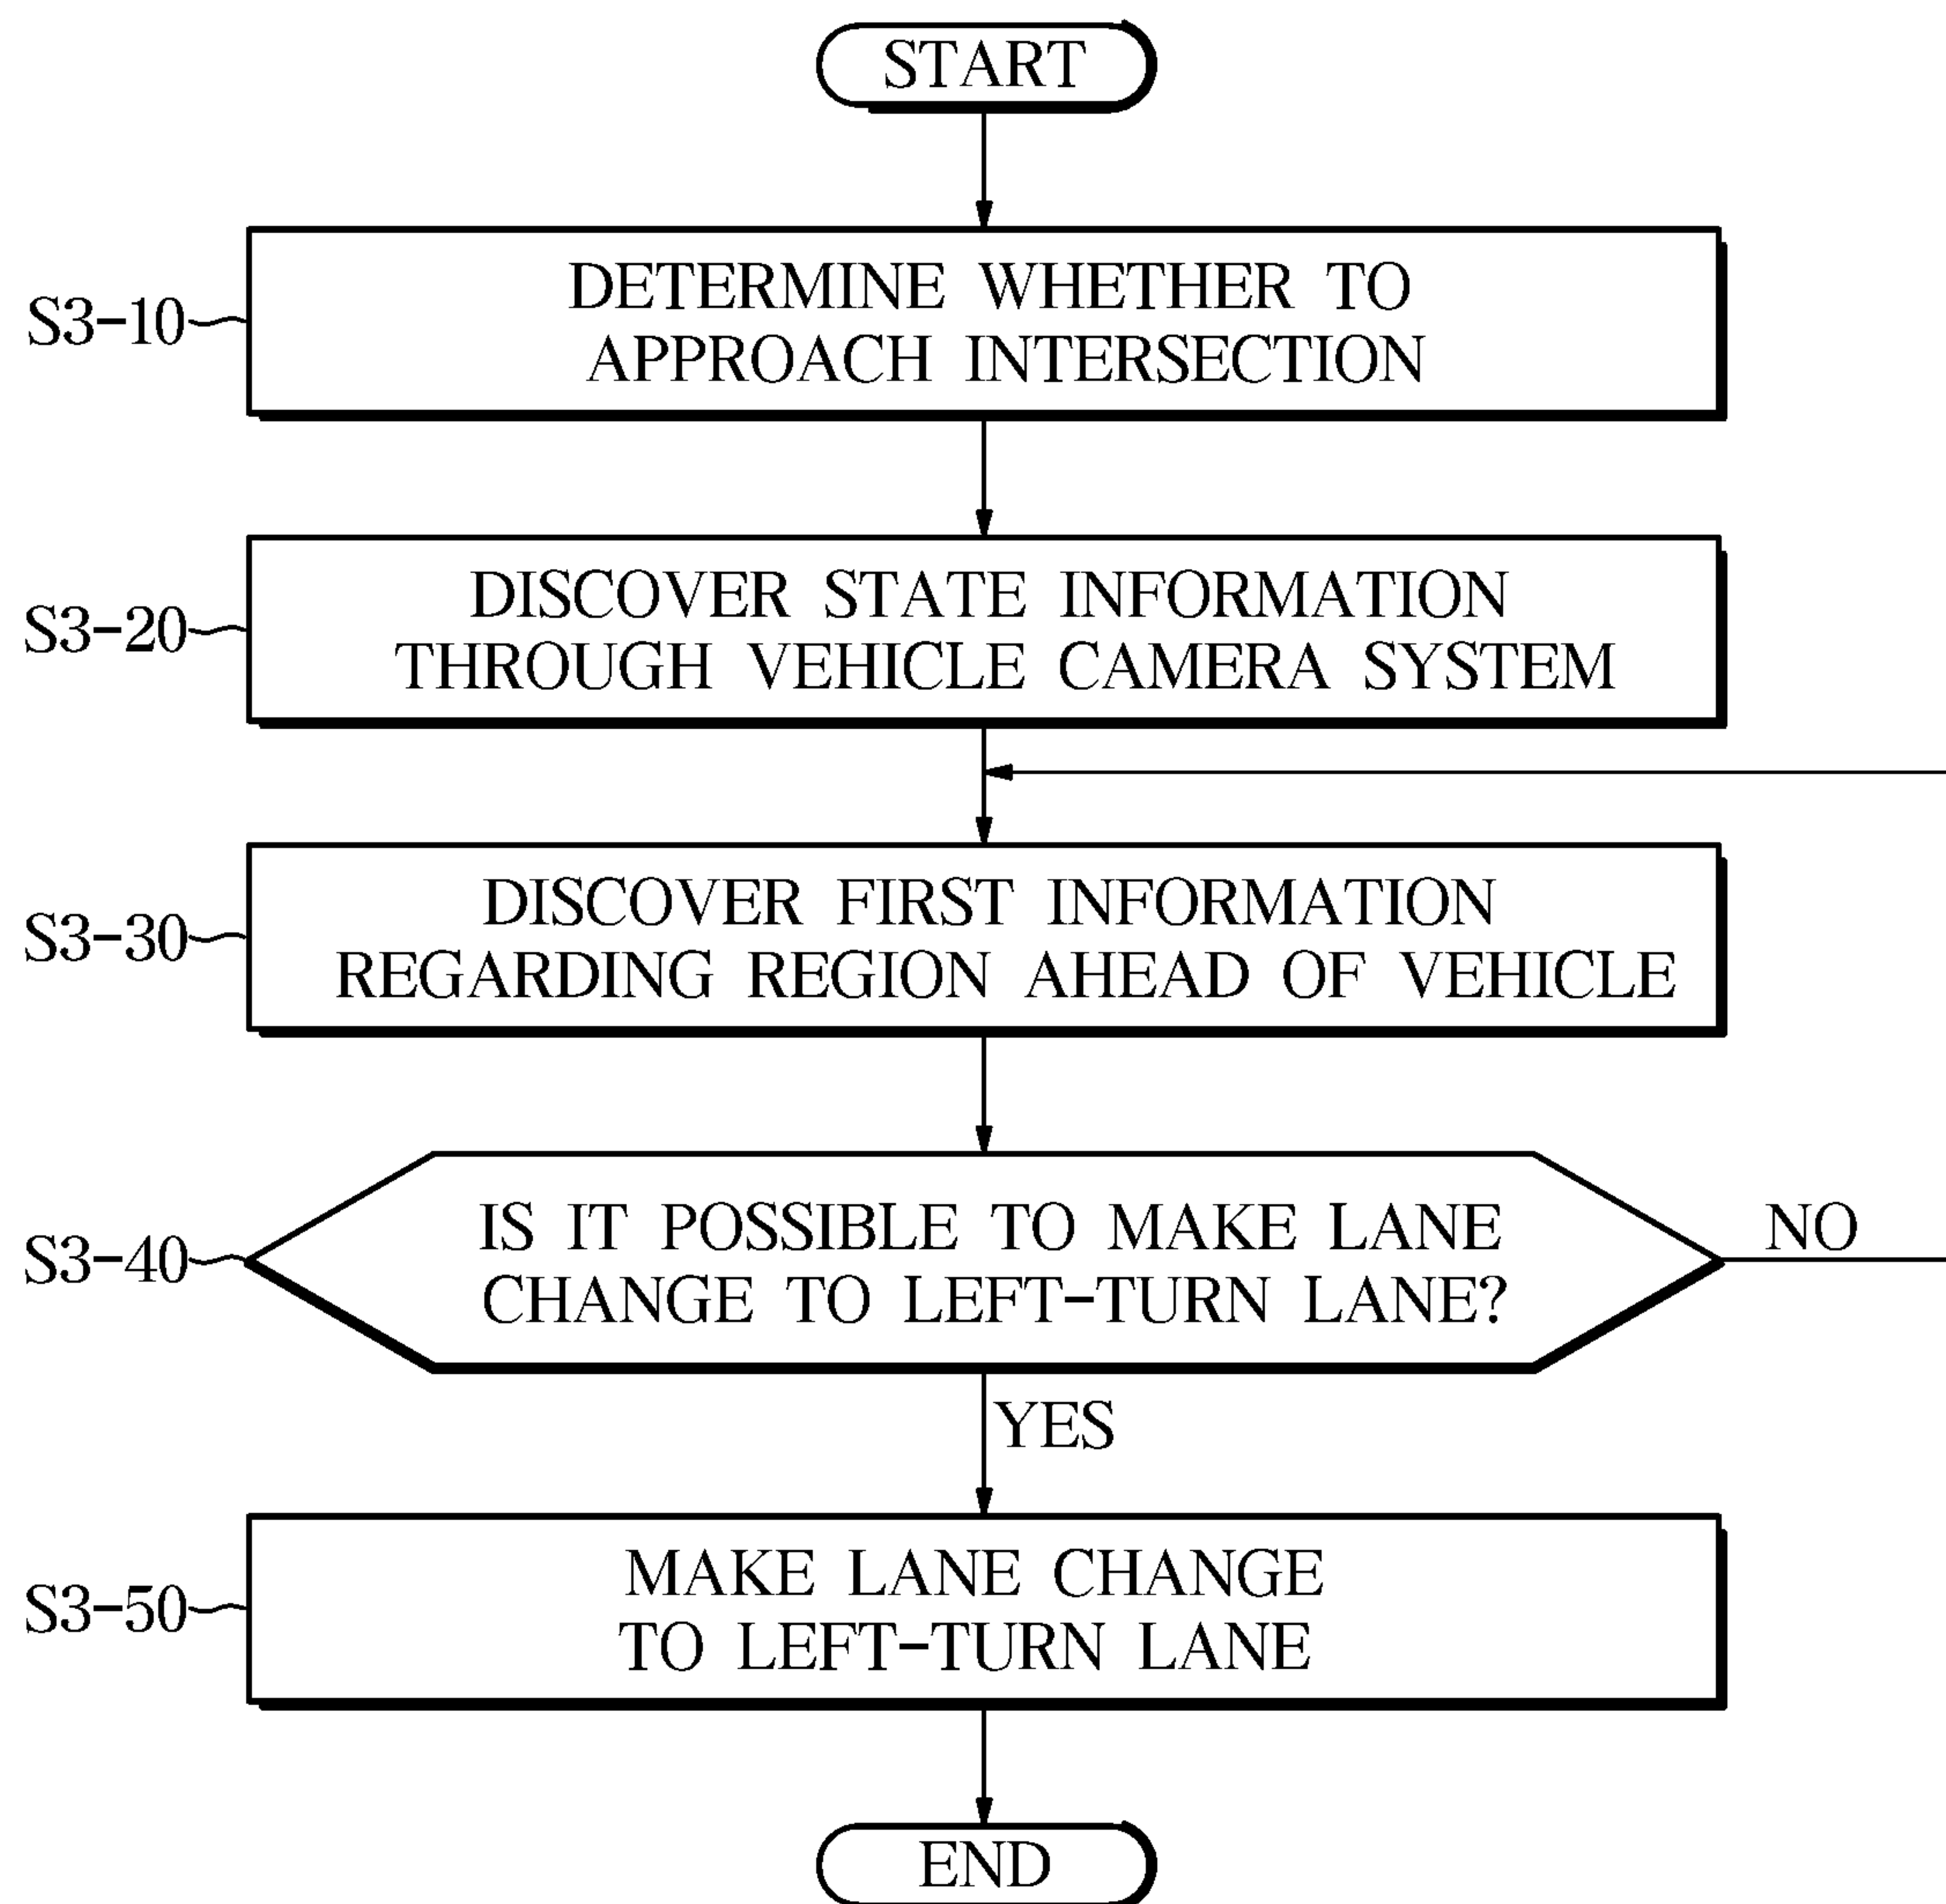 START
S3-10
DETERMINE WHETHER TO
APPROACH INTERSECTION
S3-20
DISCOVER STATE INFORMATION
THROUGH VEHICLE CAMERA SYSTEM
S3-30
DISCOVER FIRST INFORMATION
REGARDING REGION AHEAD OF VEHICLE
S3-40
IS IT POSSIBLE TO MAKE LANE
CHANGE TO LEFT-TURN LANE?
NO
YES
S3-50
MAKE LANE CHANGE
TO LEFT-TURN LANE
END